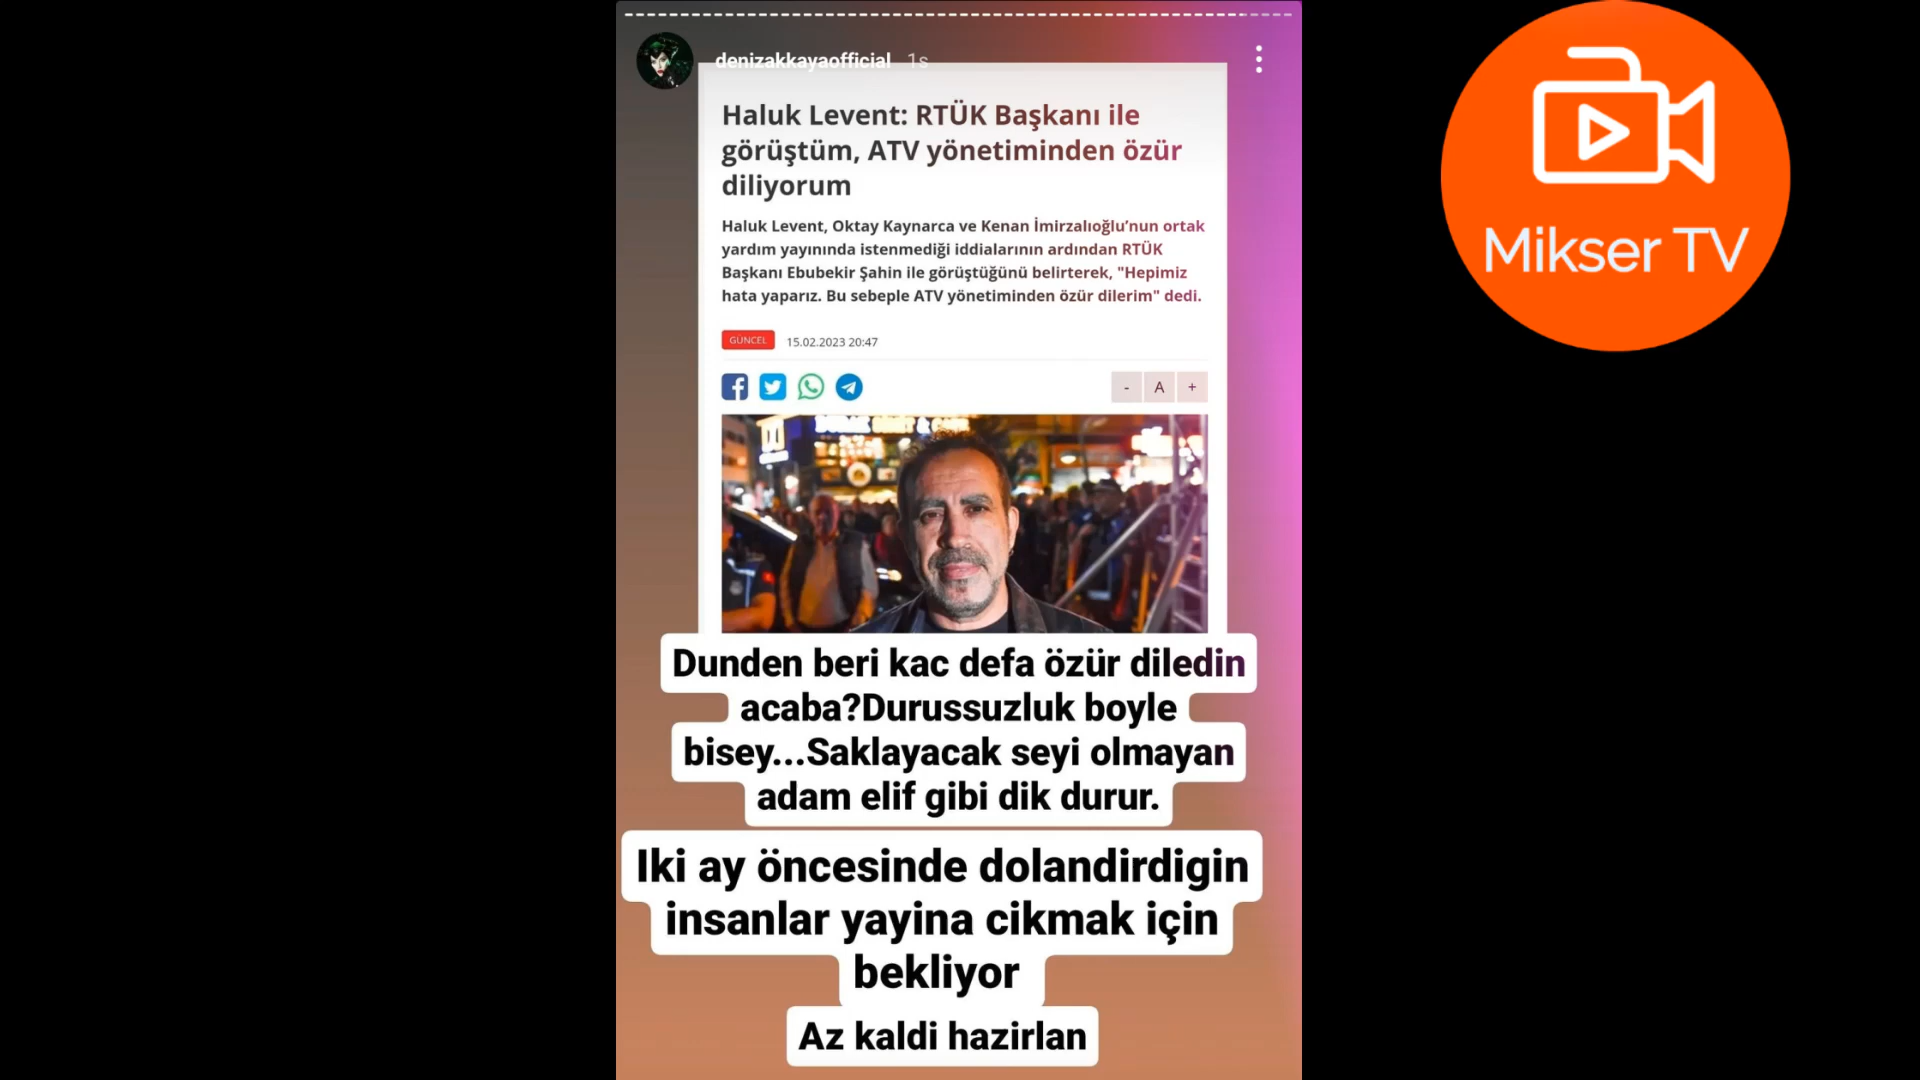 denizakkayaofficial 1s
Haluk Levent: RTÜK Başkanı ile
görüştüm, ATV yönetiminden özür
diliyorum
Haluk Levent, Oktay Kaynarca ve Kenan İmirzalıoğlu’nun ortak
yardım yayınında istenmediği iddialarının ardından RTÜK
Başkanı Ebubekir Şahin ile görüştüğünü belirterek, "Hepimiz
hata yaparız. Bu sebeple ATV yönetiminden özür dilerim" dedi.
GÜNCEL 15.02.2023 20:47
- A +
Dunden beri kac defa özür diledin
acaba?Durussuzluk boyle
bisey...Saklayacak seyi olmayan
adam elif gibi dik durur.
Iki ay öncesinde dolandirdigin
insanlar yayina cikmak için
bekliyor
Az kaldi hazirlan
Mikser TV